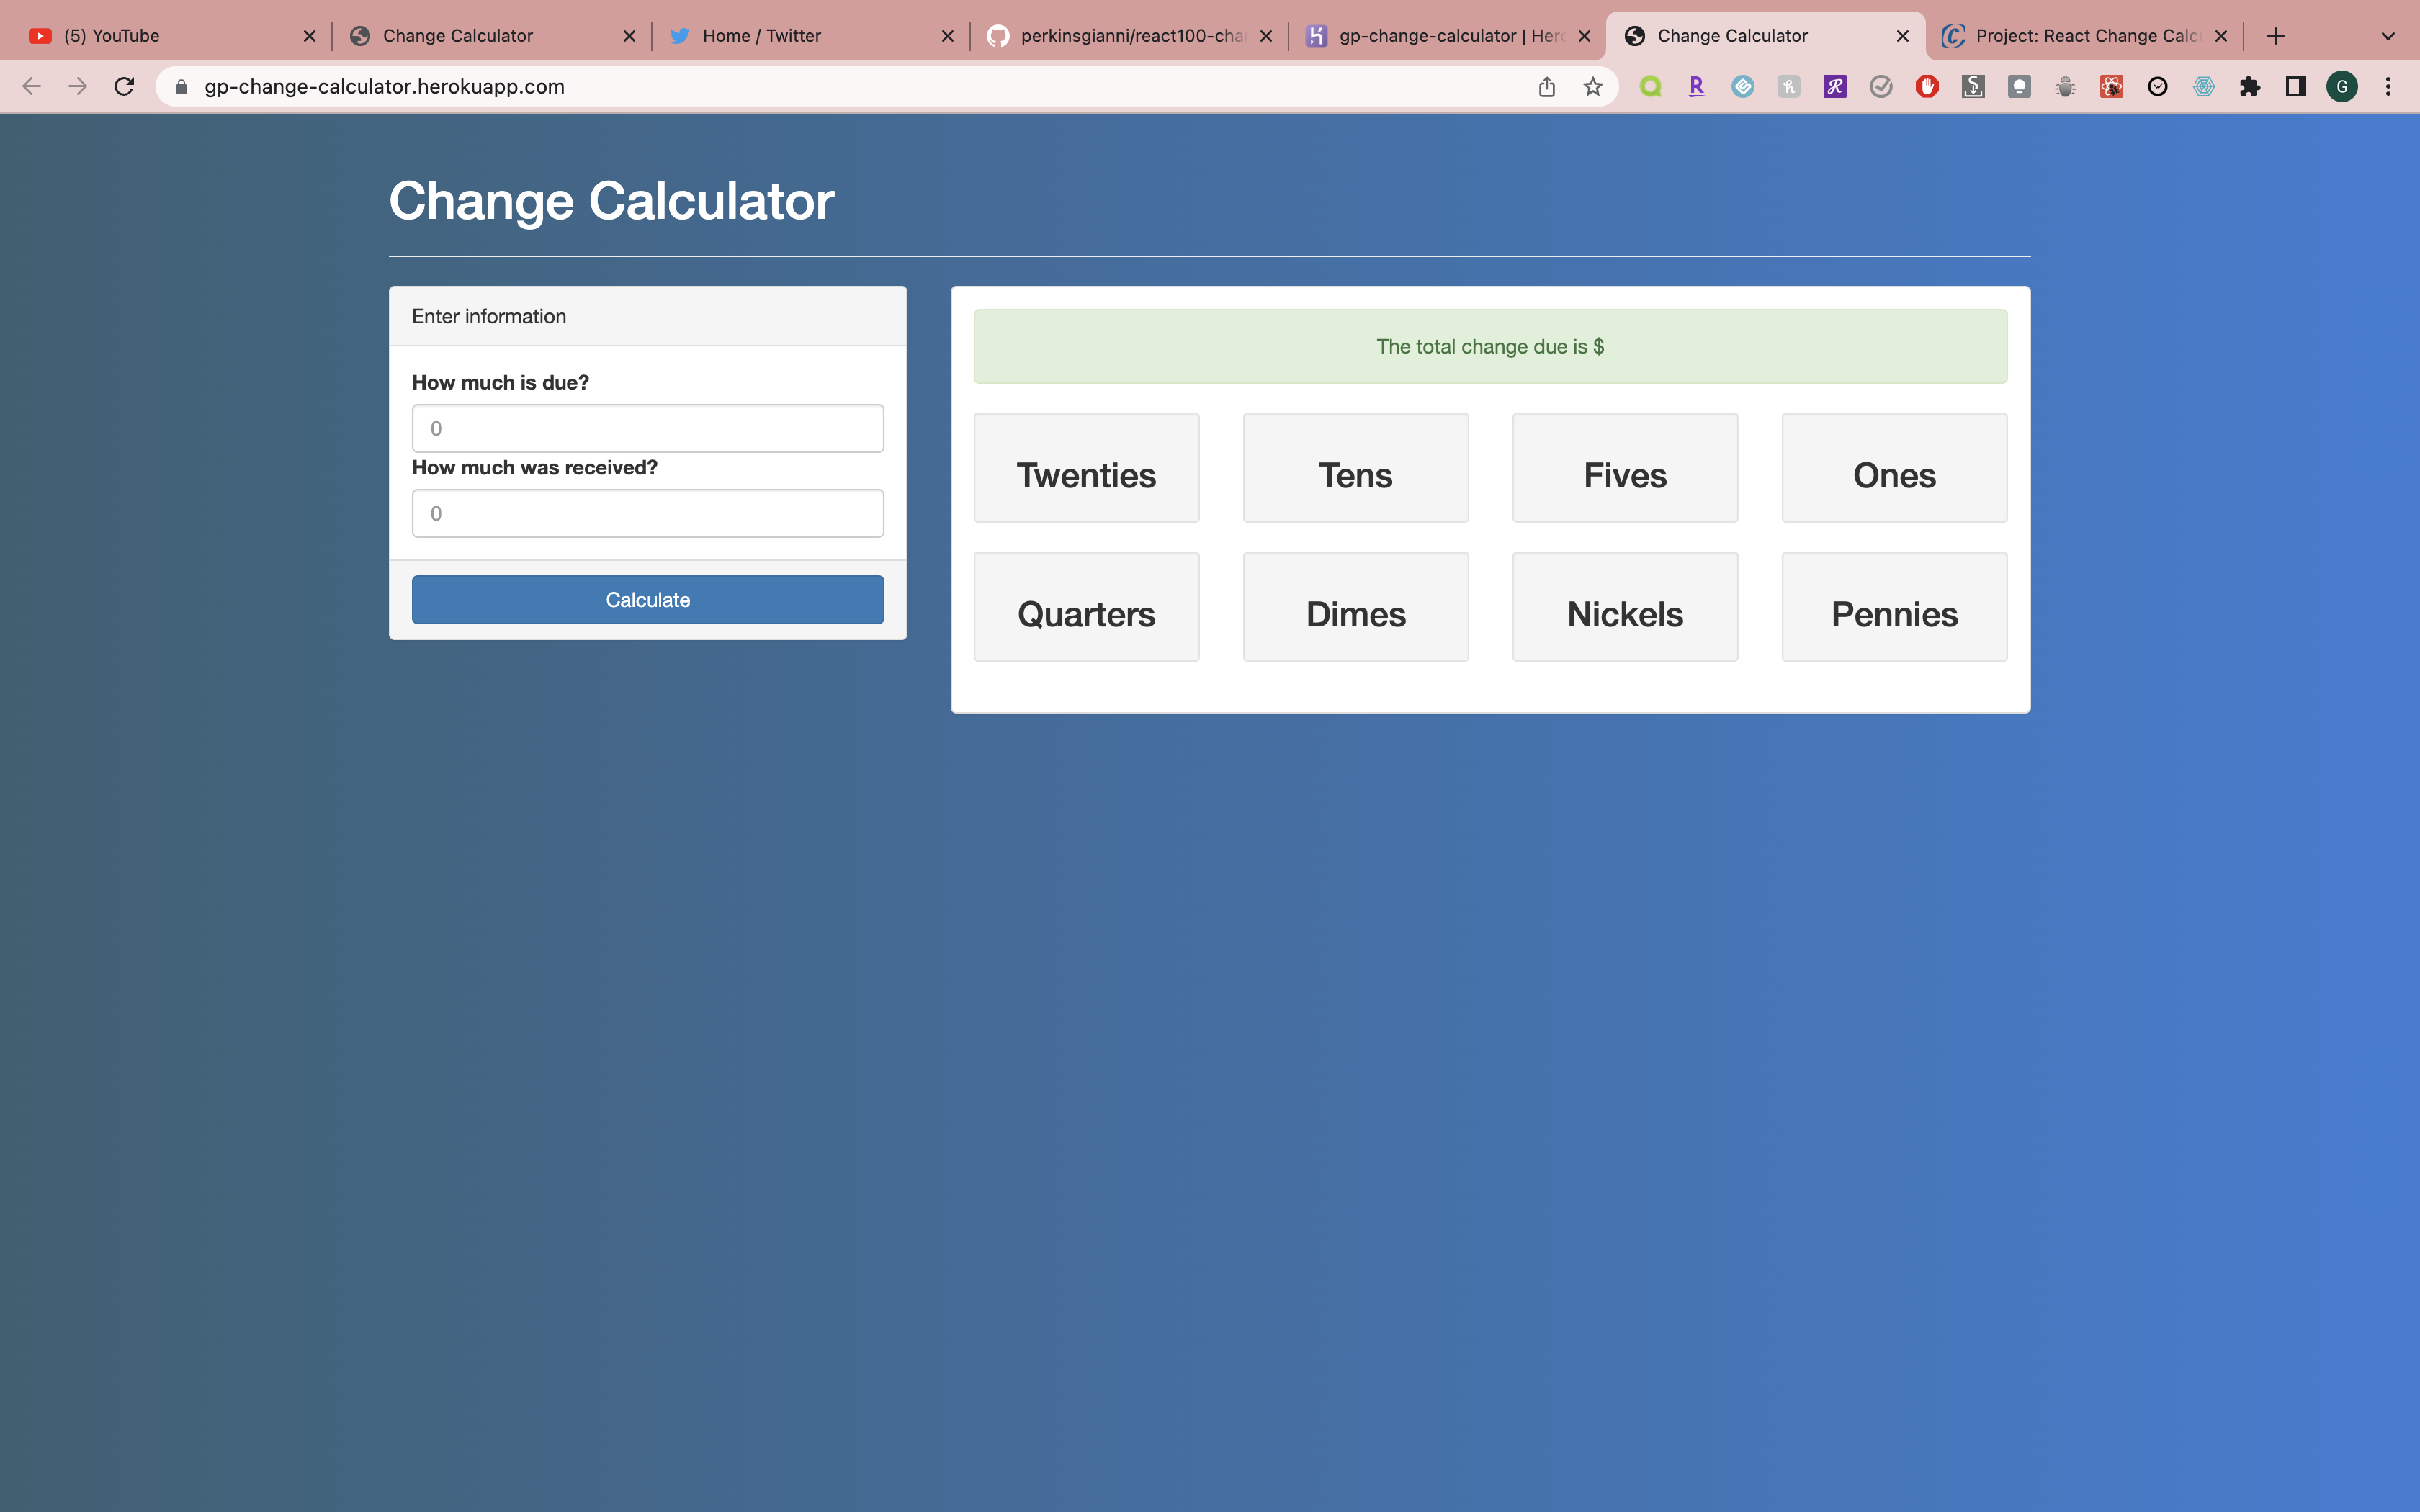 (5) YouTube
Change Calculator
Home / Twitter
perkinsgianni/react100-cha
gp-change-calculator | Hero
Change Calculator
Project: React Change Calc
gp-change-calculator.herokuapp.com
G
Change Calculator
Enter information
How much is due?
0
How much was received?
0
Calculate
The total change due is $
Twenties
Tens
Fives
Ones
Quarters
Dimes
Nickels
Pennies